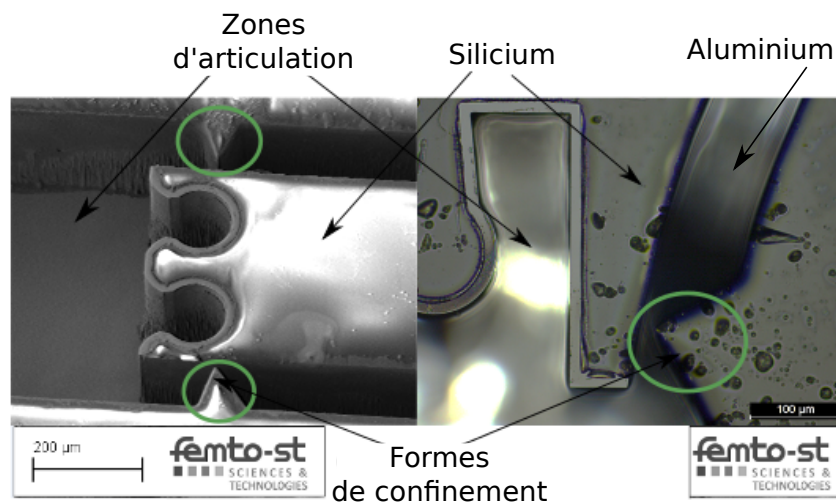 Zones
d'articulation
Silicium
Aluminium
100 µm
200 µm
femto-st
SCIENCES &
TECHNOLOGIES
Formes
de confinement
femto-st
SCIENCES &
TECHNOLOGIES